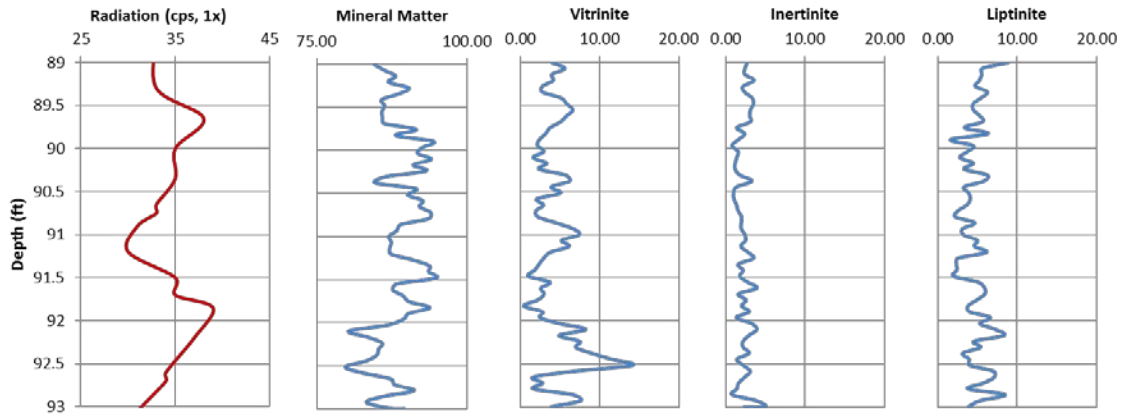 Radiation (cps, 1x)
25 35 45
Mineral Matter
75.00 100.00
Vitrinite
0.00 10.00 20.00
Inertinite
0.00 10.00 20.00
Liptinite
0.00 10.00 20.00
Depth (ft)
89
89.5
90
90.5
91
91.5
92
92.5
93